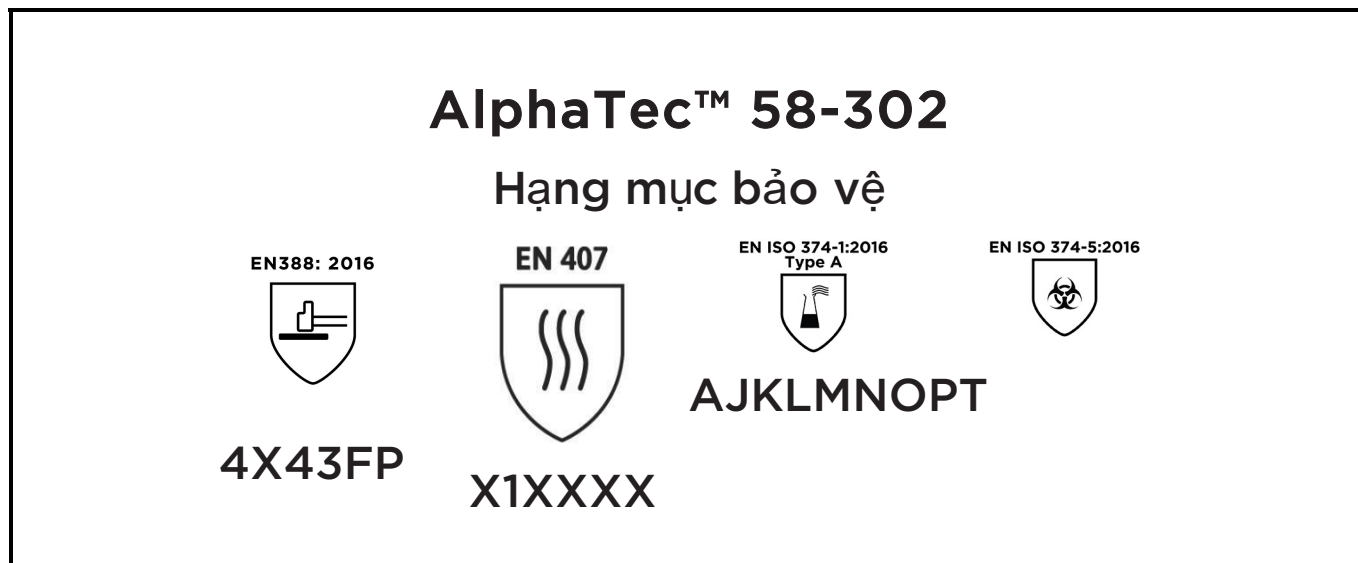 AlphaTec™ 58-302
Hạng mục bảo vệ
EN388: 2016
4X43FP
EN 407
X1XXXX
EN ISO 374-1:2016
Type A
AJKLMNOPT
EN ISO 374-5:2016